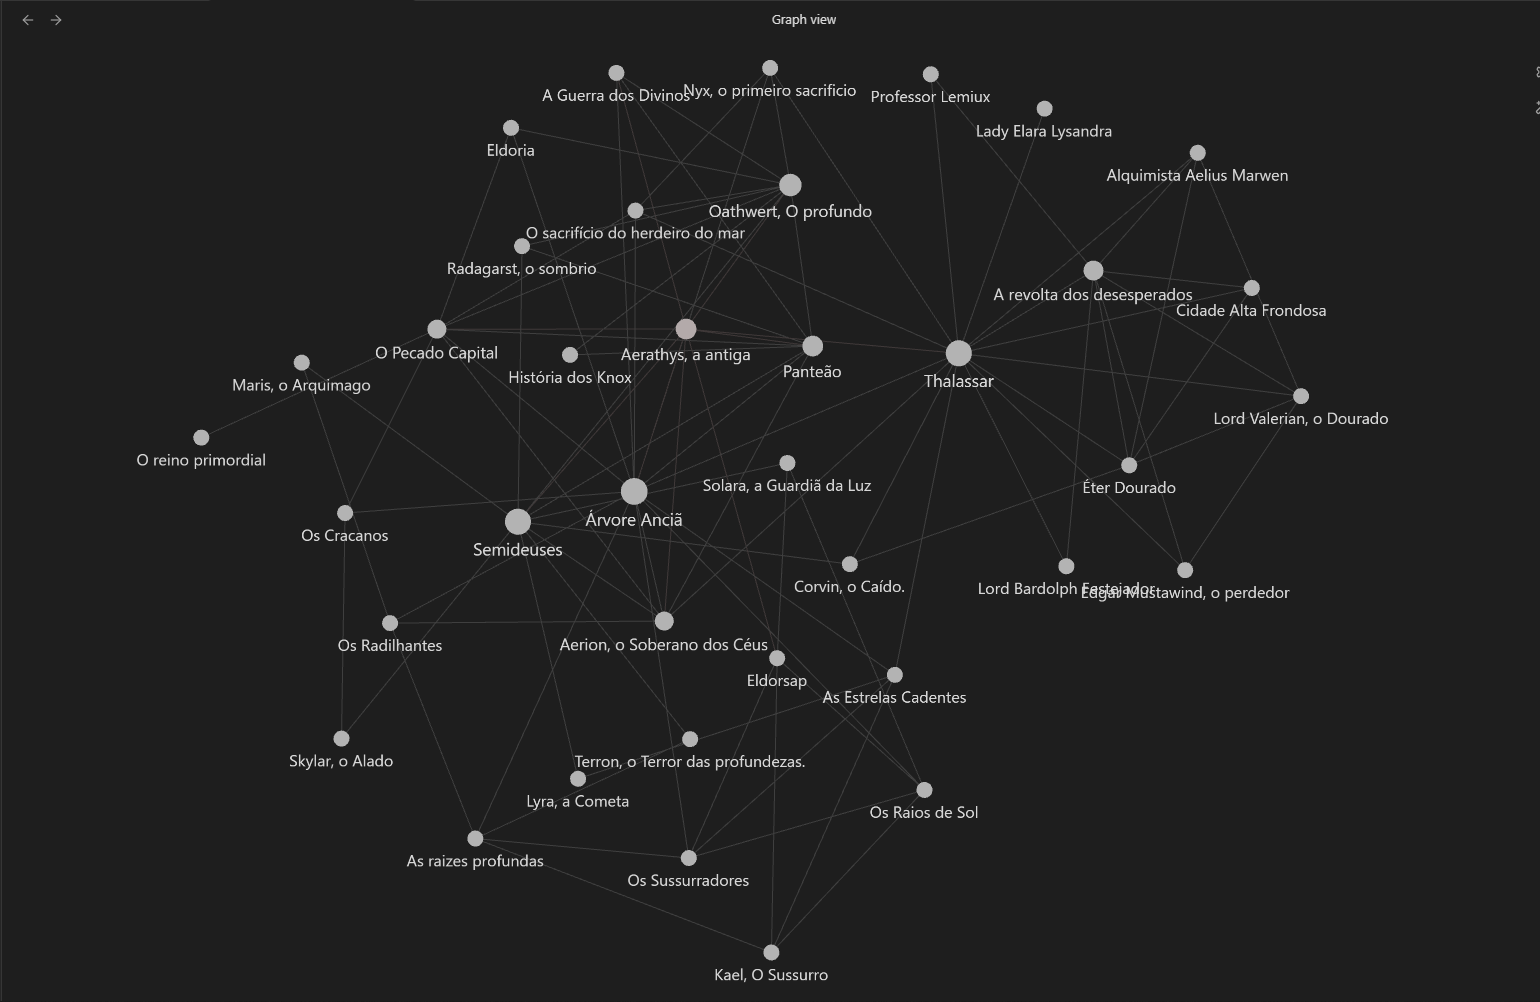 Graph view
A Guerra dos Divinos
Nyx, o primeiro sacrificio
Professor Lemiux
Lady Elara Lysandra
Eldoria
Alquimista Aelius Marwen
Oathwert, O profundo
O sacrifício do herdeiro do mar
Radagarst, o sombrio
A revolta dos desesperados
Cidade Alta Frondosa
O Pecado Capital
Aerathys, a antiga
História dos Knox
Panteão
Thalassar
Maris, o Arquimago
Lord Valerian, o Dourado
O reino primordial
Solara, a Guardiã da Luz
Éter Dourado
Árvore Anciã
Os Cracanos
Semideuses
Corvin, o Caído.
Lord Bardolph Festejador
Edgar Mustawind, o perdedor
Os Radilhantes
Aerion, o Soberano dos Céus
Eldorsap
As Estrelas Cadentes
Skylar, o Alado
Terron, o Terror das profundezas.
Lyra, a Cometa
Os Raios de Sol
As raizes profundas
Os Sussurradores
Kael, O Sussurro